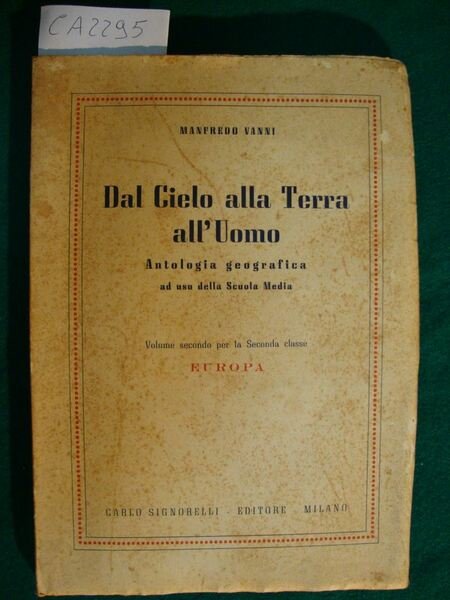 CA2295
MANFREDO VANNI
Dal Cielo alla Terra
all'Uomo
Antologia geografica
ad uso della Scuola Media
Volume secondo per la Seconda classe
EUROPA
CARLO SIGNORELLI - EDITORE - MILANO